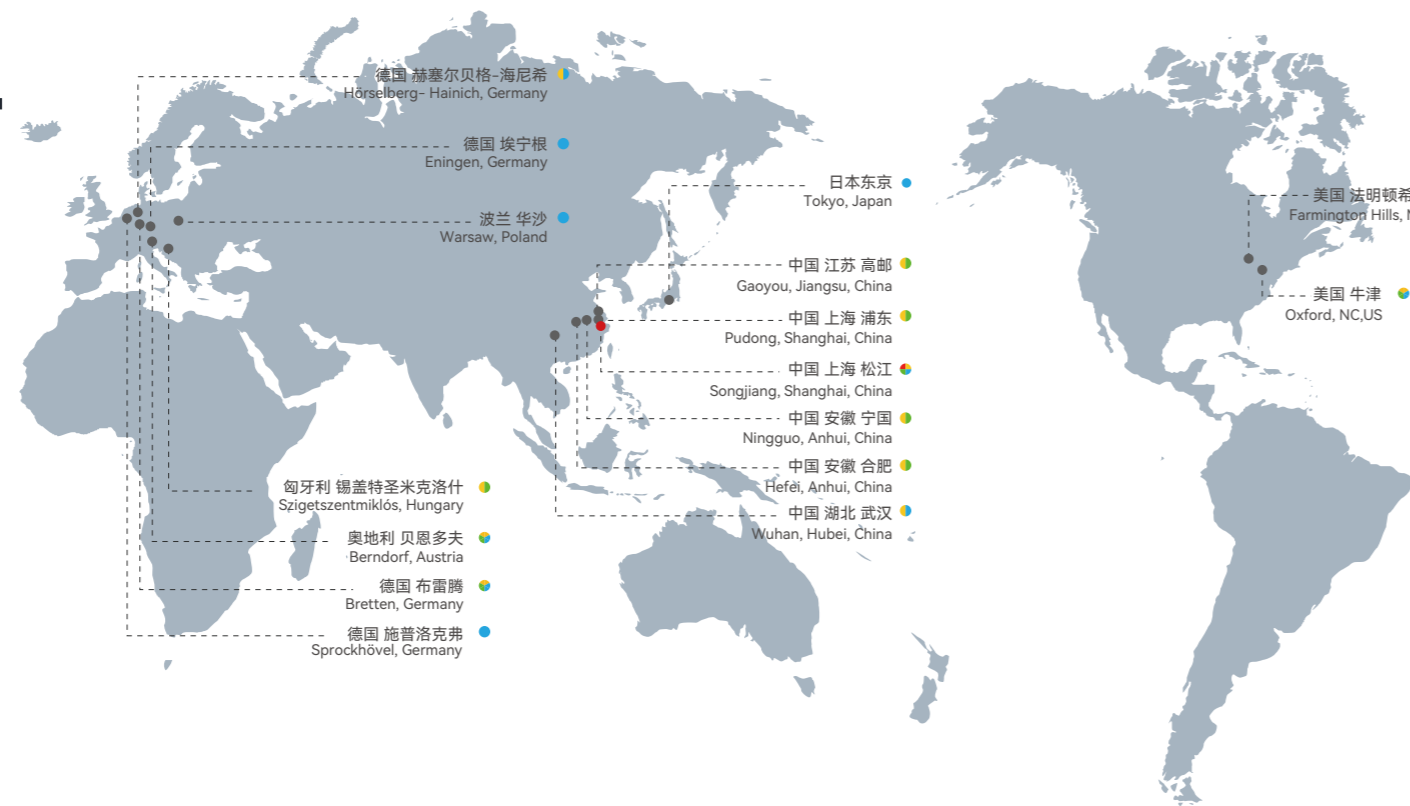 德国 赫塞尔贝格-海尼希
Hörselberg- Hainich, Germany
德国 埃宁根
Eningen, Germany
波兰 华沙
Warsaw, Poland
匈牙利 锡盖特圣米克洛什
Szigetszentmiklós, Hungary
奥地利 贝恩多夫
Berndorf, Austria
德国 布雷腾
Bretten, Germany
德国 施普洛克弗
Sprockhövel, Germany
日本东京
Tokyo, Japan
中国 江苏 高邮
Gaoyou, Jiangsu, China
中国 上海 浦东
Pudong, Shanghai, China
中国 上海 松江
Songjiang, Shanghai, China
中国 安徽 宁国
Ningguo, Anhui, China
中国 安徽 合肥
Hefei, Anhui, China
中国 湖北 武汉
Wuhan, Hubei, China
美国 法明顿希
Farmington Hills,
美国 牛津
Oxford, NC,US